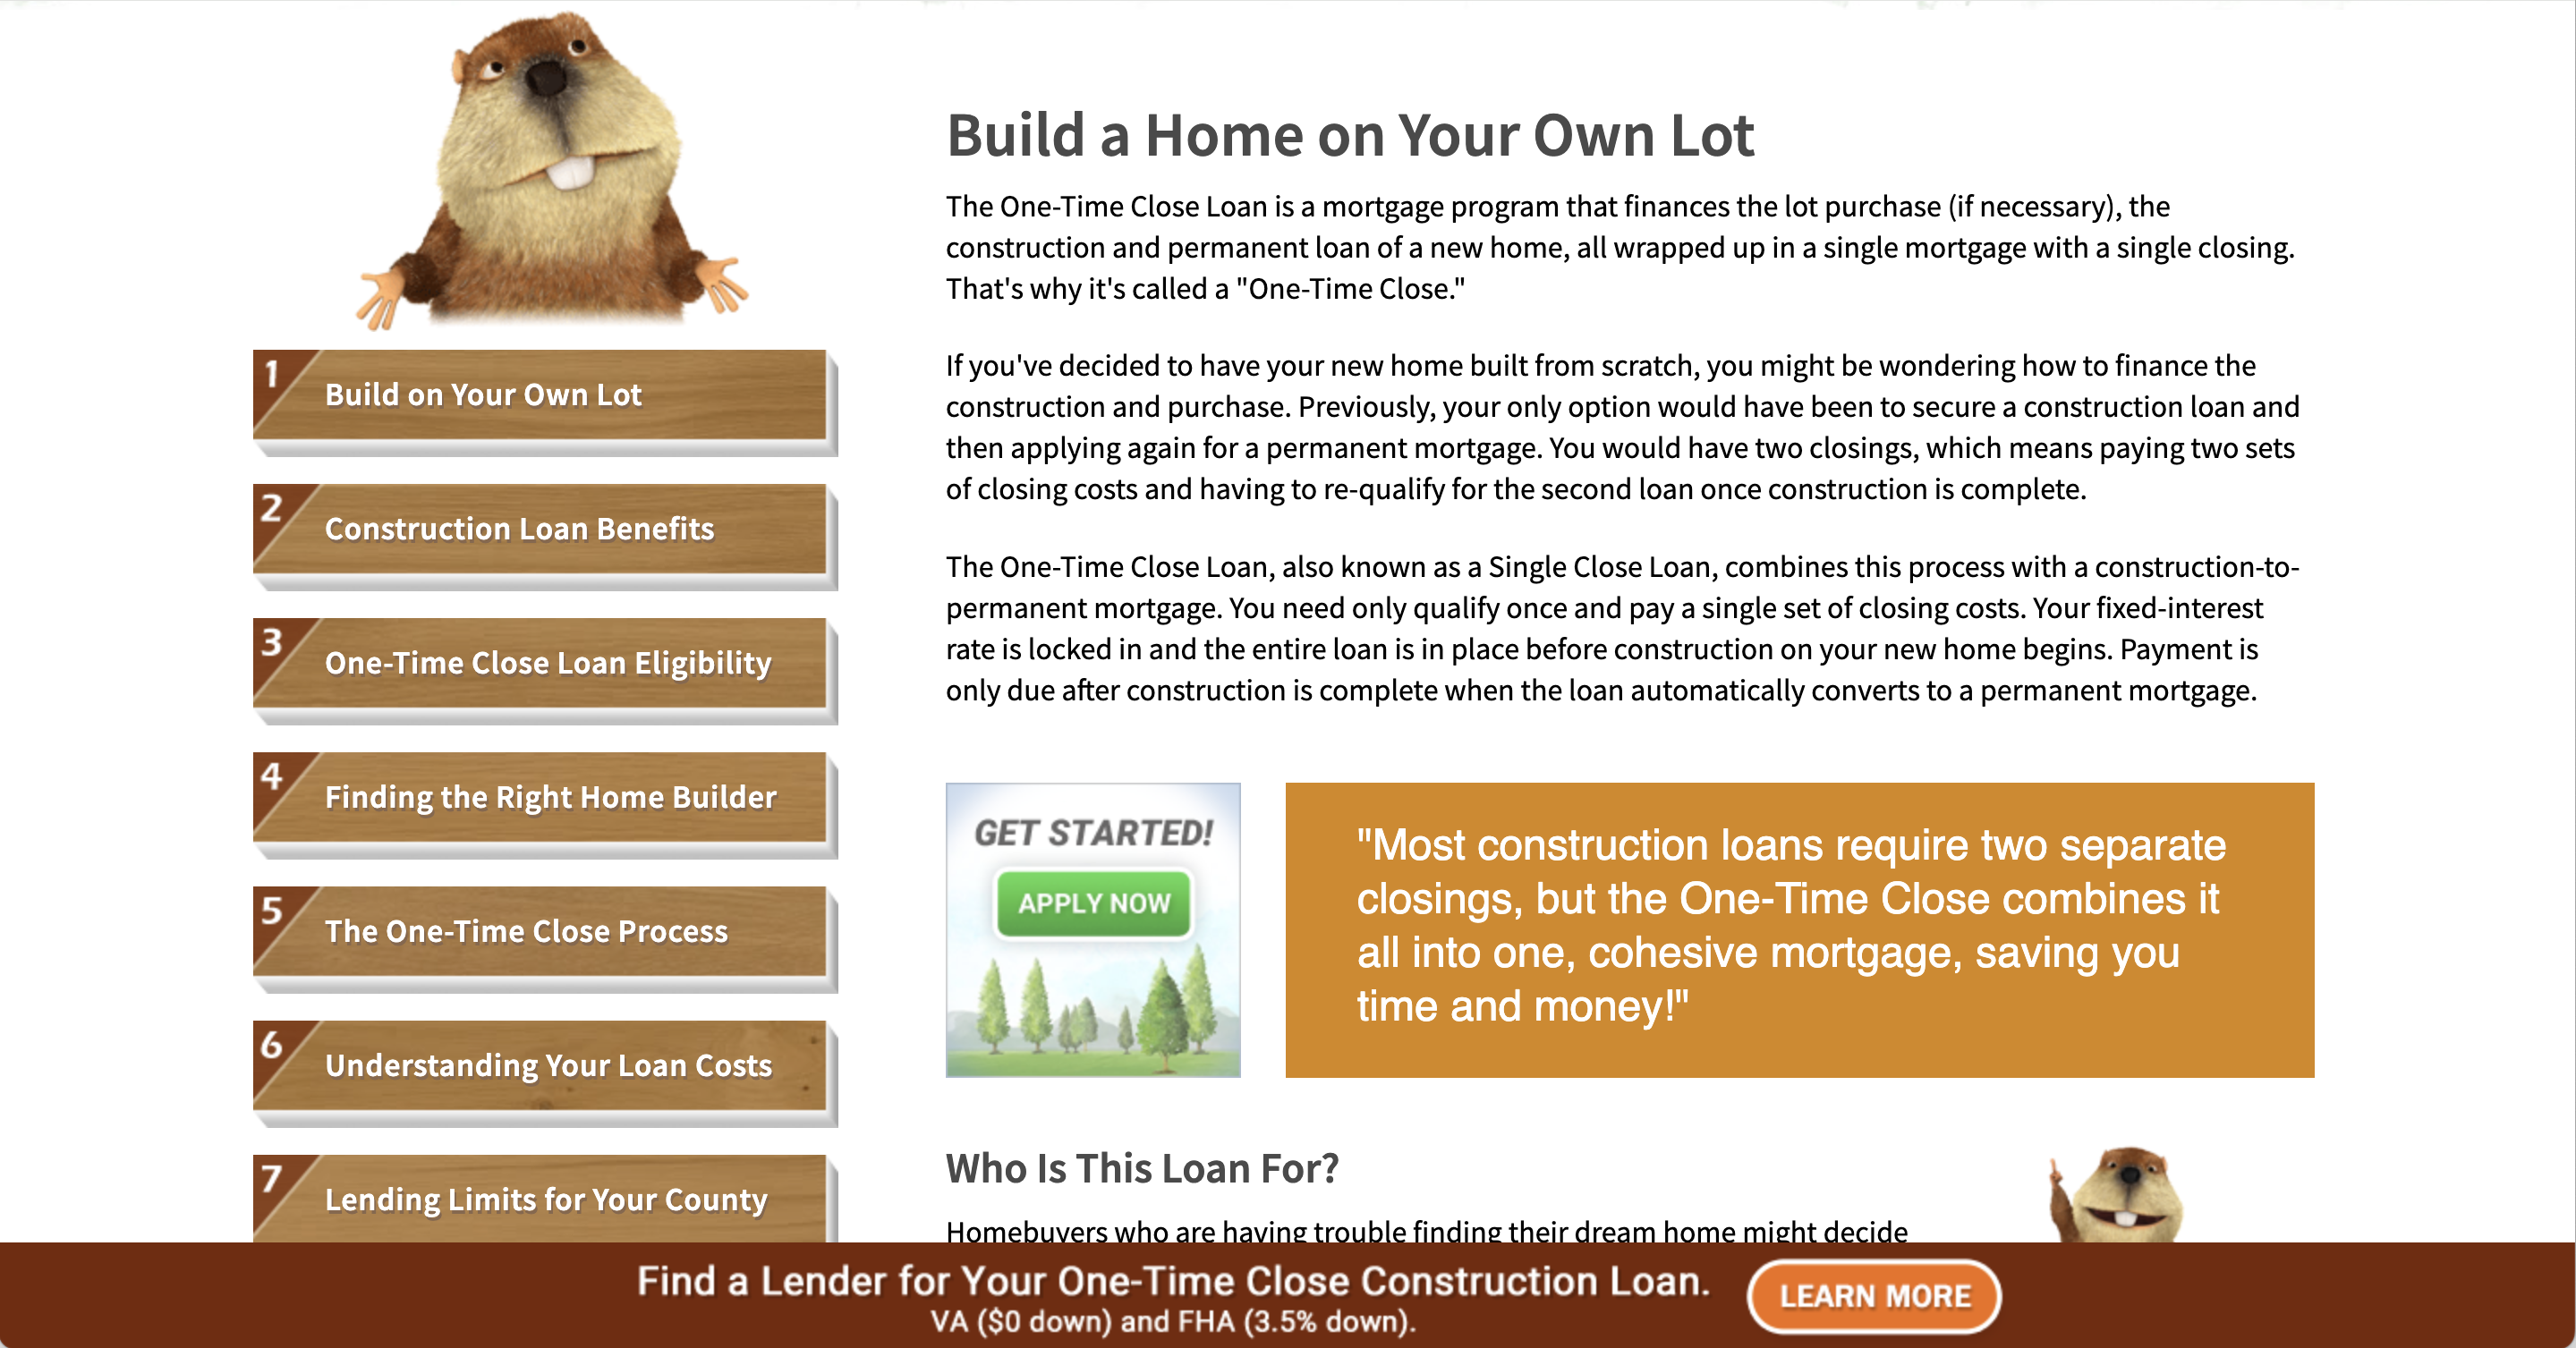 1
Build on Your Own Lot
2
Construction Loan Benefits
3
One-Time Close Loan Eligibility
4
Finding the Right Home Builder
5
The One-Time Close Process
6
Understanding Your Loan Costs
7
Lending Limits for Your County
Build a Home on Your Own Lot
The One-Time Close Loan is a mortgage program that finances the lot purchase (if necessary), the
construction and permanent loan of a new home, all wrapped up in a single mortgage with a single closing.
That's why it's called a "One-Time Close."
If you've decided to have your new home built from scratch, you might be wondering how to finance the
construction and purchase. Previously, your only option would have been to secure a construction loan and
then applying again for a permanent mortgage. You would have two closings, which means paying two sets
of closing costs and having to re-qualify for the second loan once construction is complete.
The One-Time Close Loan, also known as a Single Close Loan, combines this process with a construction-to-
permanent mortgage. You need only qualify once and pay a single set of closing costs. Your fixed-interest
rate is locked in and the entire loan is in place before construction on your new home begins. Payment is
only due after construction is complete when the loan automatically converts to a permanent mortgage.
GET STARTED!
APPLY NOW
"Most construction loans require two separate
closings, but the One-Time Close combines it
all into one, cohesive mortgage, saving you
time and money!"
Who Is This Loan For?
Homebuyers who are having trouble finding their dream home might decide
Find a Lender for Your One-Time Close Construction Loan.
VA ($0 down) and FHA (3.5% down).
LEARN MORE